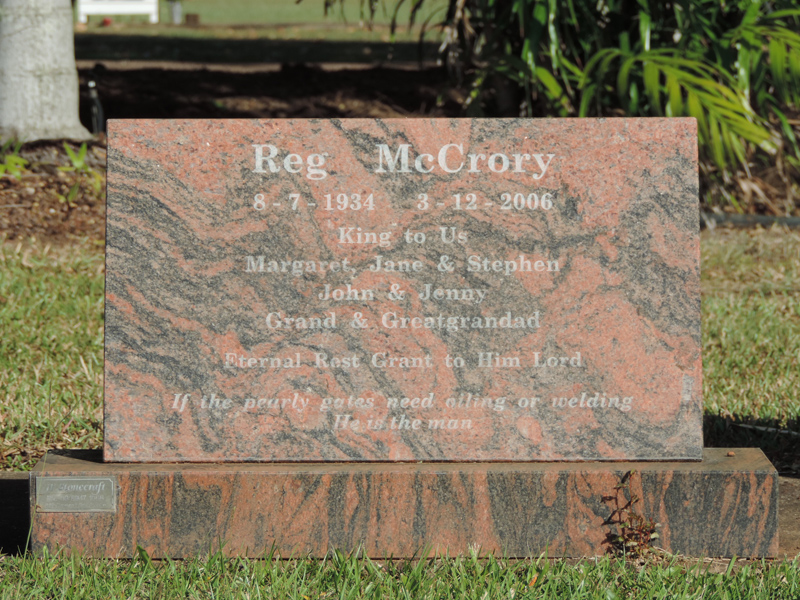 Reg McCrory
8-7-1934 3-12-2006
"King" to Us
Margaret, Jane & Stephen
John & Jenny
Grand & Greatgrandad
Eternal Rest Grant to Him Lord
If the pearly gates need oiling or welding
He is the man